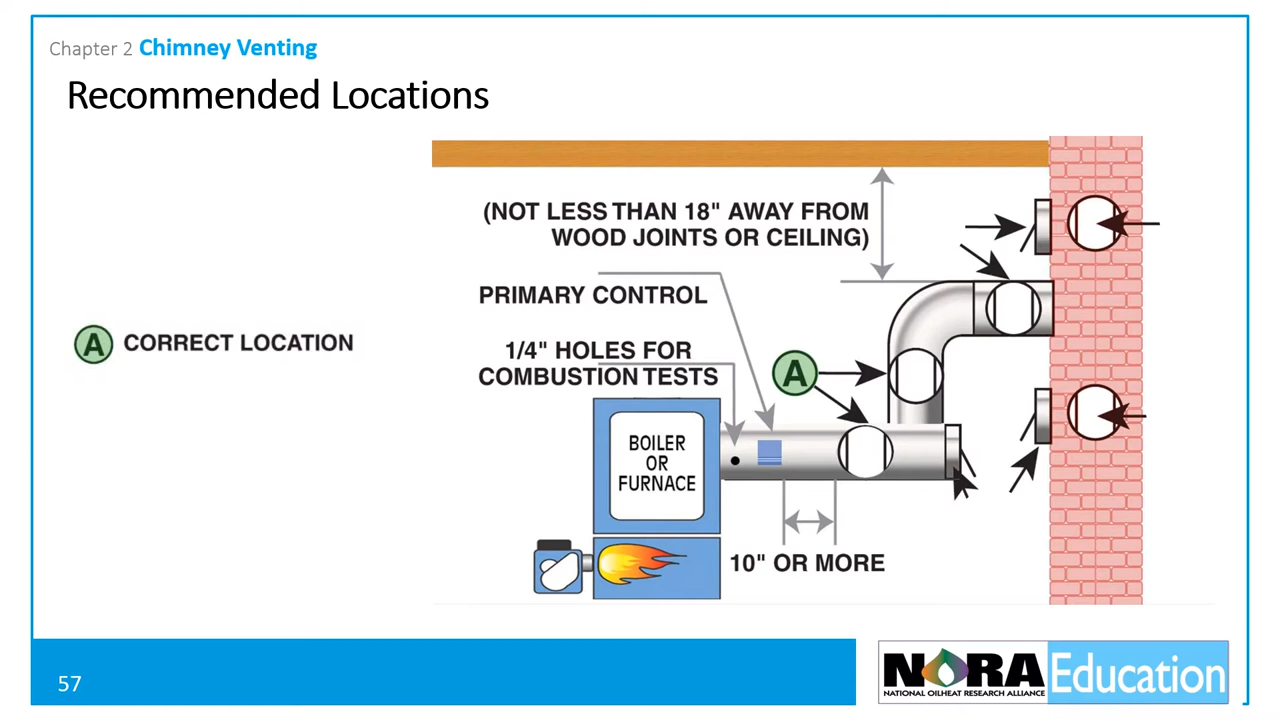 Chapter 2 Chimney Venting
Recommended Locations
(NOT LESS THAN 18" AWAY FROM
WOOD JOINTS OR CEILING)
PRIMARY CONTROL
A CORRECT LOCATION
1/4" HOLES FOR
COMBUSTION TESTS
A
BOILER
OR
FURNACE
10" OR MORE
57
NORA Education
NATIONAL OILHEAT RESEARCH ALLIANCE